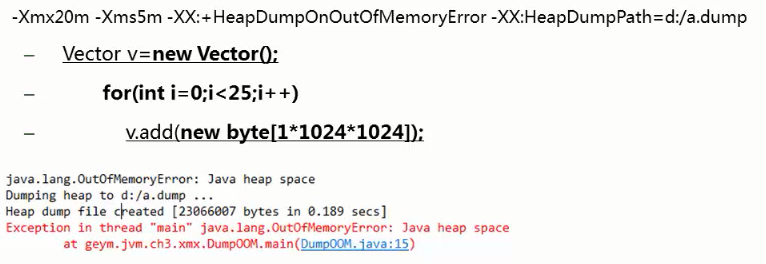 -Xmx20m -Xms5m -XX:+HeapDumpOnOutOfMemoryError -XX:HeapDumpPath=d:/a.dump
– Vector v=new Vector();
– for(int i=0;i<25;i++)
– v.add(new byte[1*1024*1024]);
java.lang.OutOfMemoryError: Java heap space
Dumping heap to d:/a.dump ...
Heap dump file created [23066007 bytes in 0.189 secs]
Exception in thread "main" java.lang.OutOfMemoryError: Java heap space
at geym.jvm.ch3.xmx.DumpOOM.main(DumpOOM.java:15)